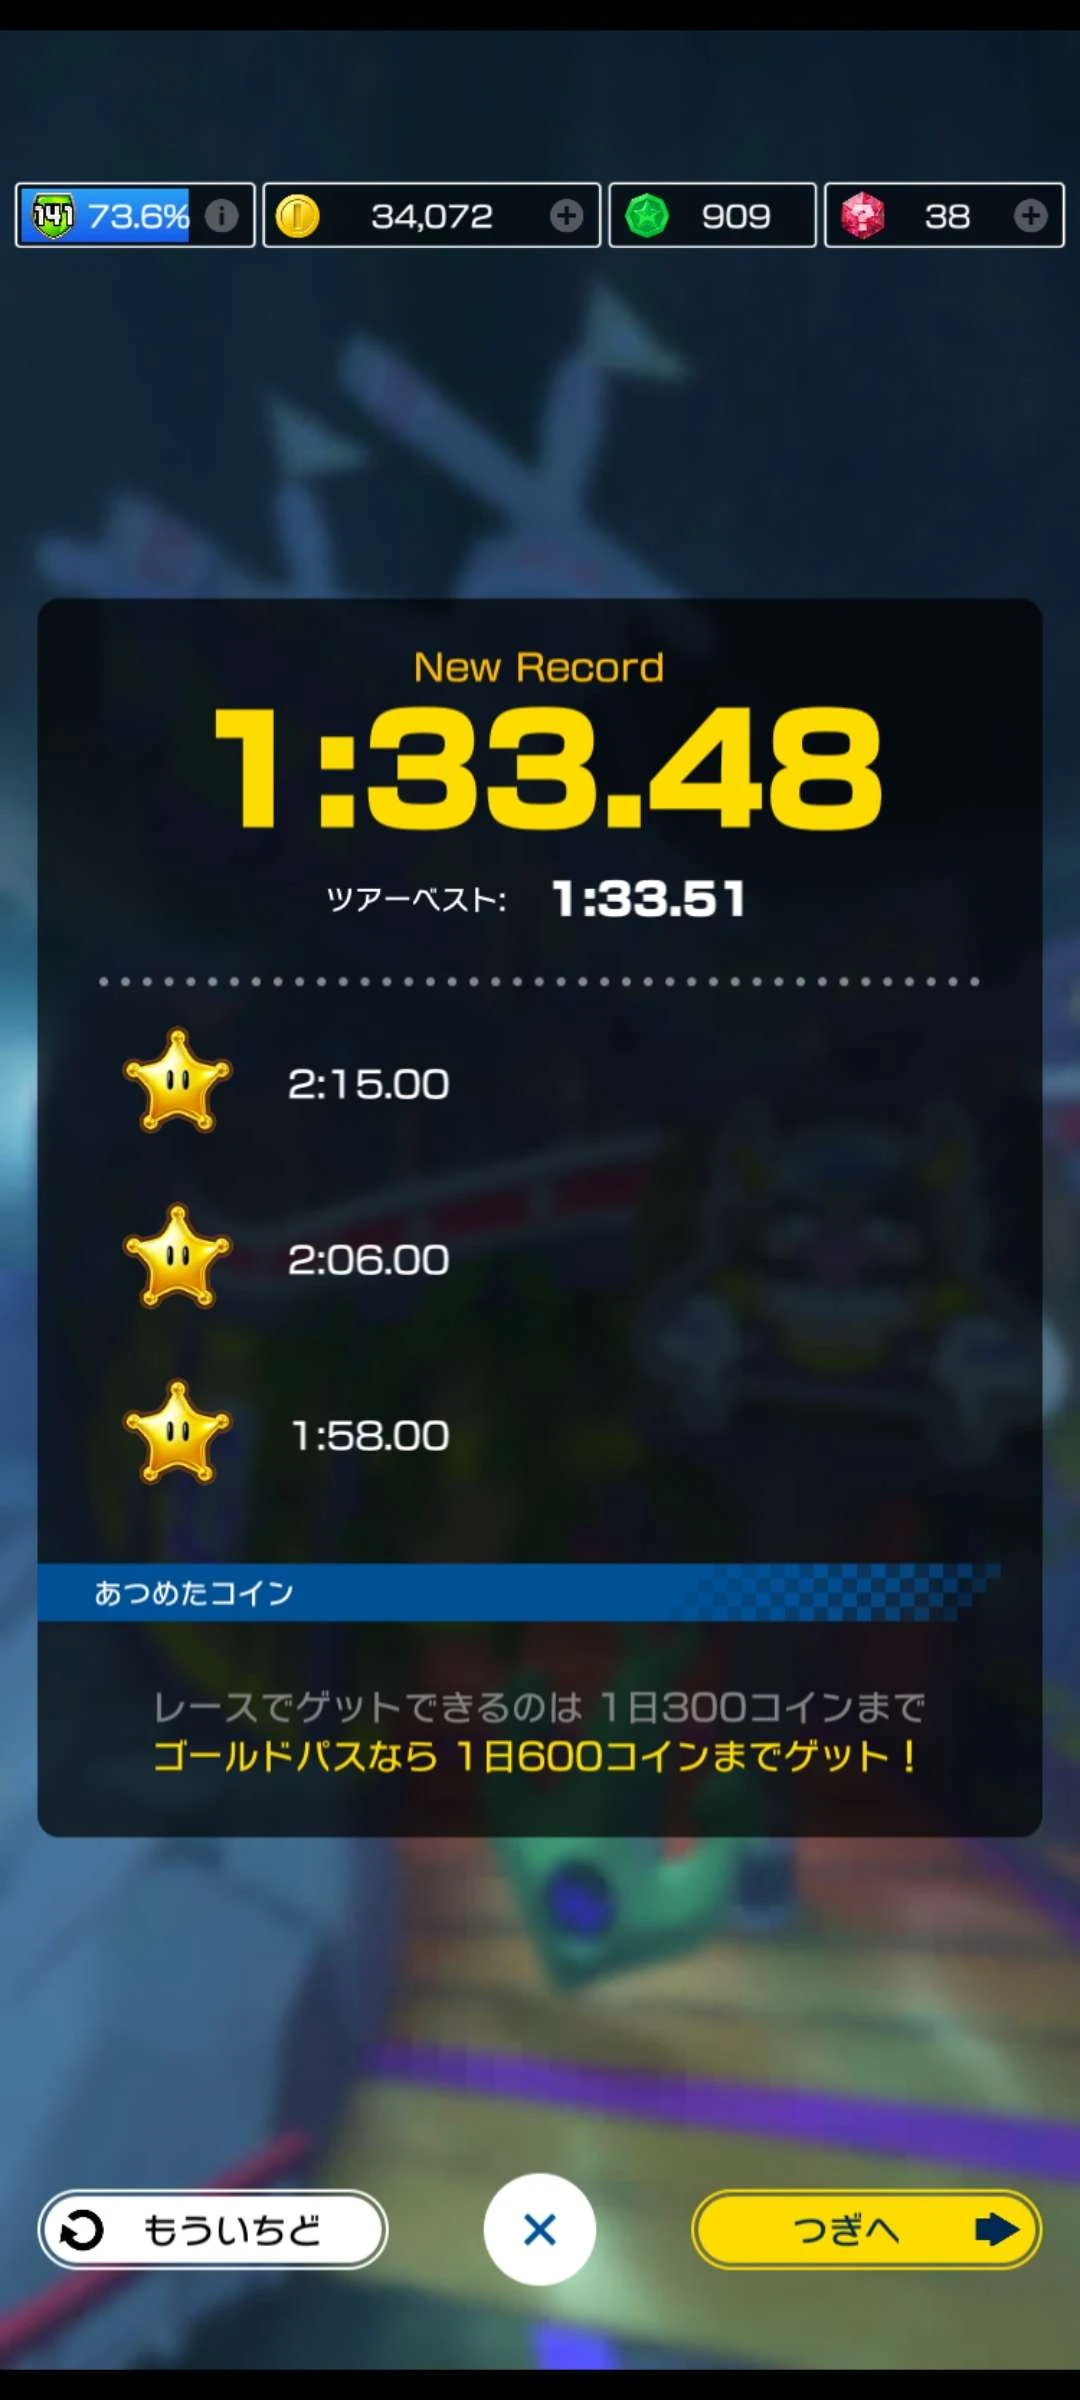 141 73.6% 34,072 909 38
New Record
1:33.48
ツアーベスト: 1:33.51
2:15.00
2:06.00
1:58.00
あつめたコイン
レースでゲットできるのは 1日300コインまで
ゴールドパスなら 1日600コインまでゲット！
もういちど つぎへ